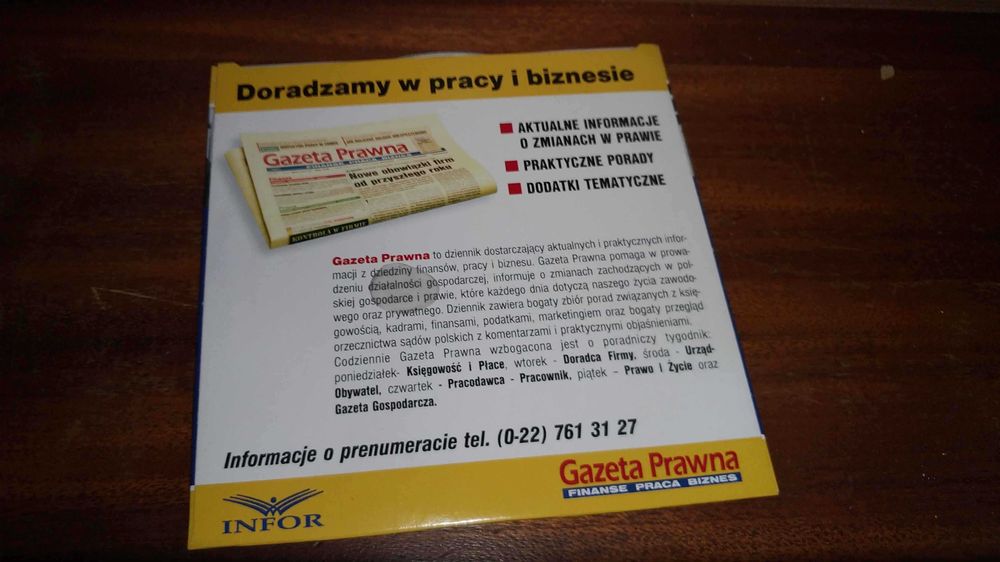 Doradzamy w pracy i biznesie
Gazeta Prawna
FINANSE PRACA BIZNES
Nowe obowiązki firm
od przyszłego roku
KONTROLA W FIRMIE
AKTUALNE INFORMACJE
O ZMIANACH W PRAWIE
PRAKTYCZNE PORADY
DODATKI TEMATYCZNE
Gazeta Prawna to dziennik dostarczający aktualnych i praktycznych infor-
macji z dziedziny finansów, pracy i biznesu. Gazeta Prawna pomaga w prowa-
dzeniu działalności gospodarczej, informuje o zmianach zachodzących w pol-
skiej gospodarce i prawie, które każdego dnia dotyczą naszego życia zawodo-
wego oraz prywatnego. Dziennik zawiera bogaty zbiór porad związanych z księ-
gowością, kadrami, finansami, podatkami, marketingiem oraz bogaty przegląd
orzecznictwa sądów polskich z komentarzami i praktycznymi objaśnieniami.
Codziennie Gazeta Prawna wzbogacona jest o poradniczy tygodnik:
poniedziałek- Księgowość i Płace, wtorek - Doradca Firmy, środa - Urząd-
Obywatel, czwartek - Pracodawca - Pracownik, piątek – Prawo i Życie oraz
Gazeta Gospodarcza.
Informacje o prenumeracie tel. (0-22) 761 31 27
INFOR
Gazeta Prawna
FINANSE PRACA BIZNES